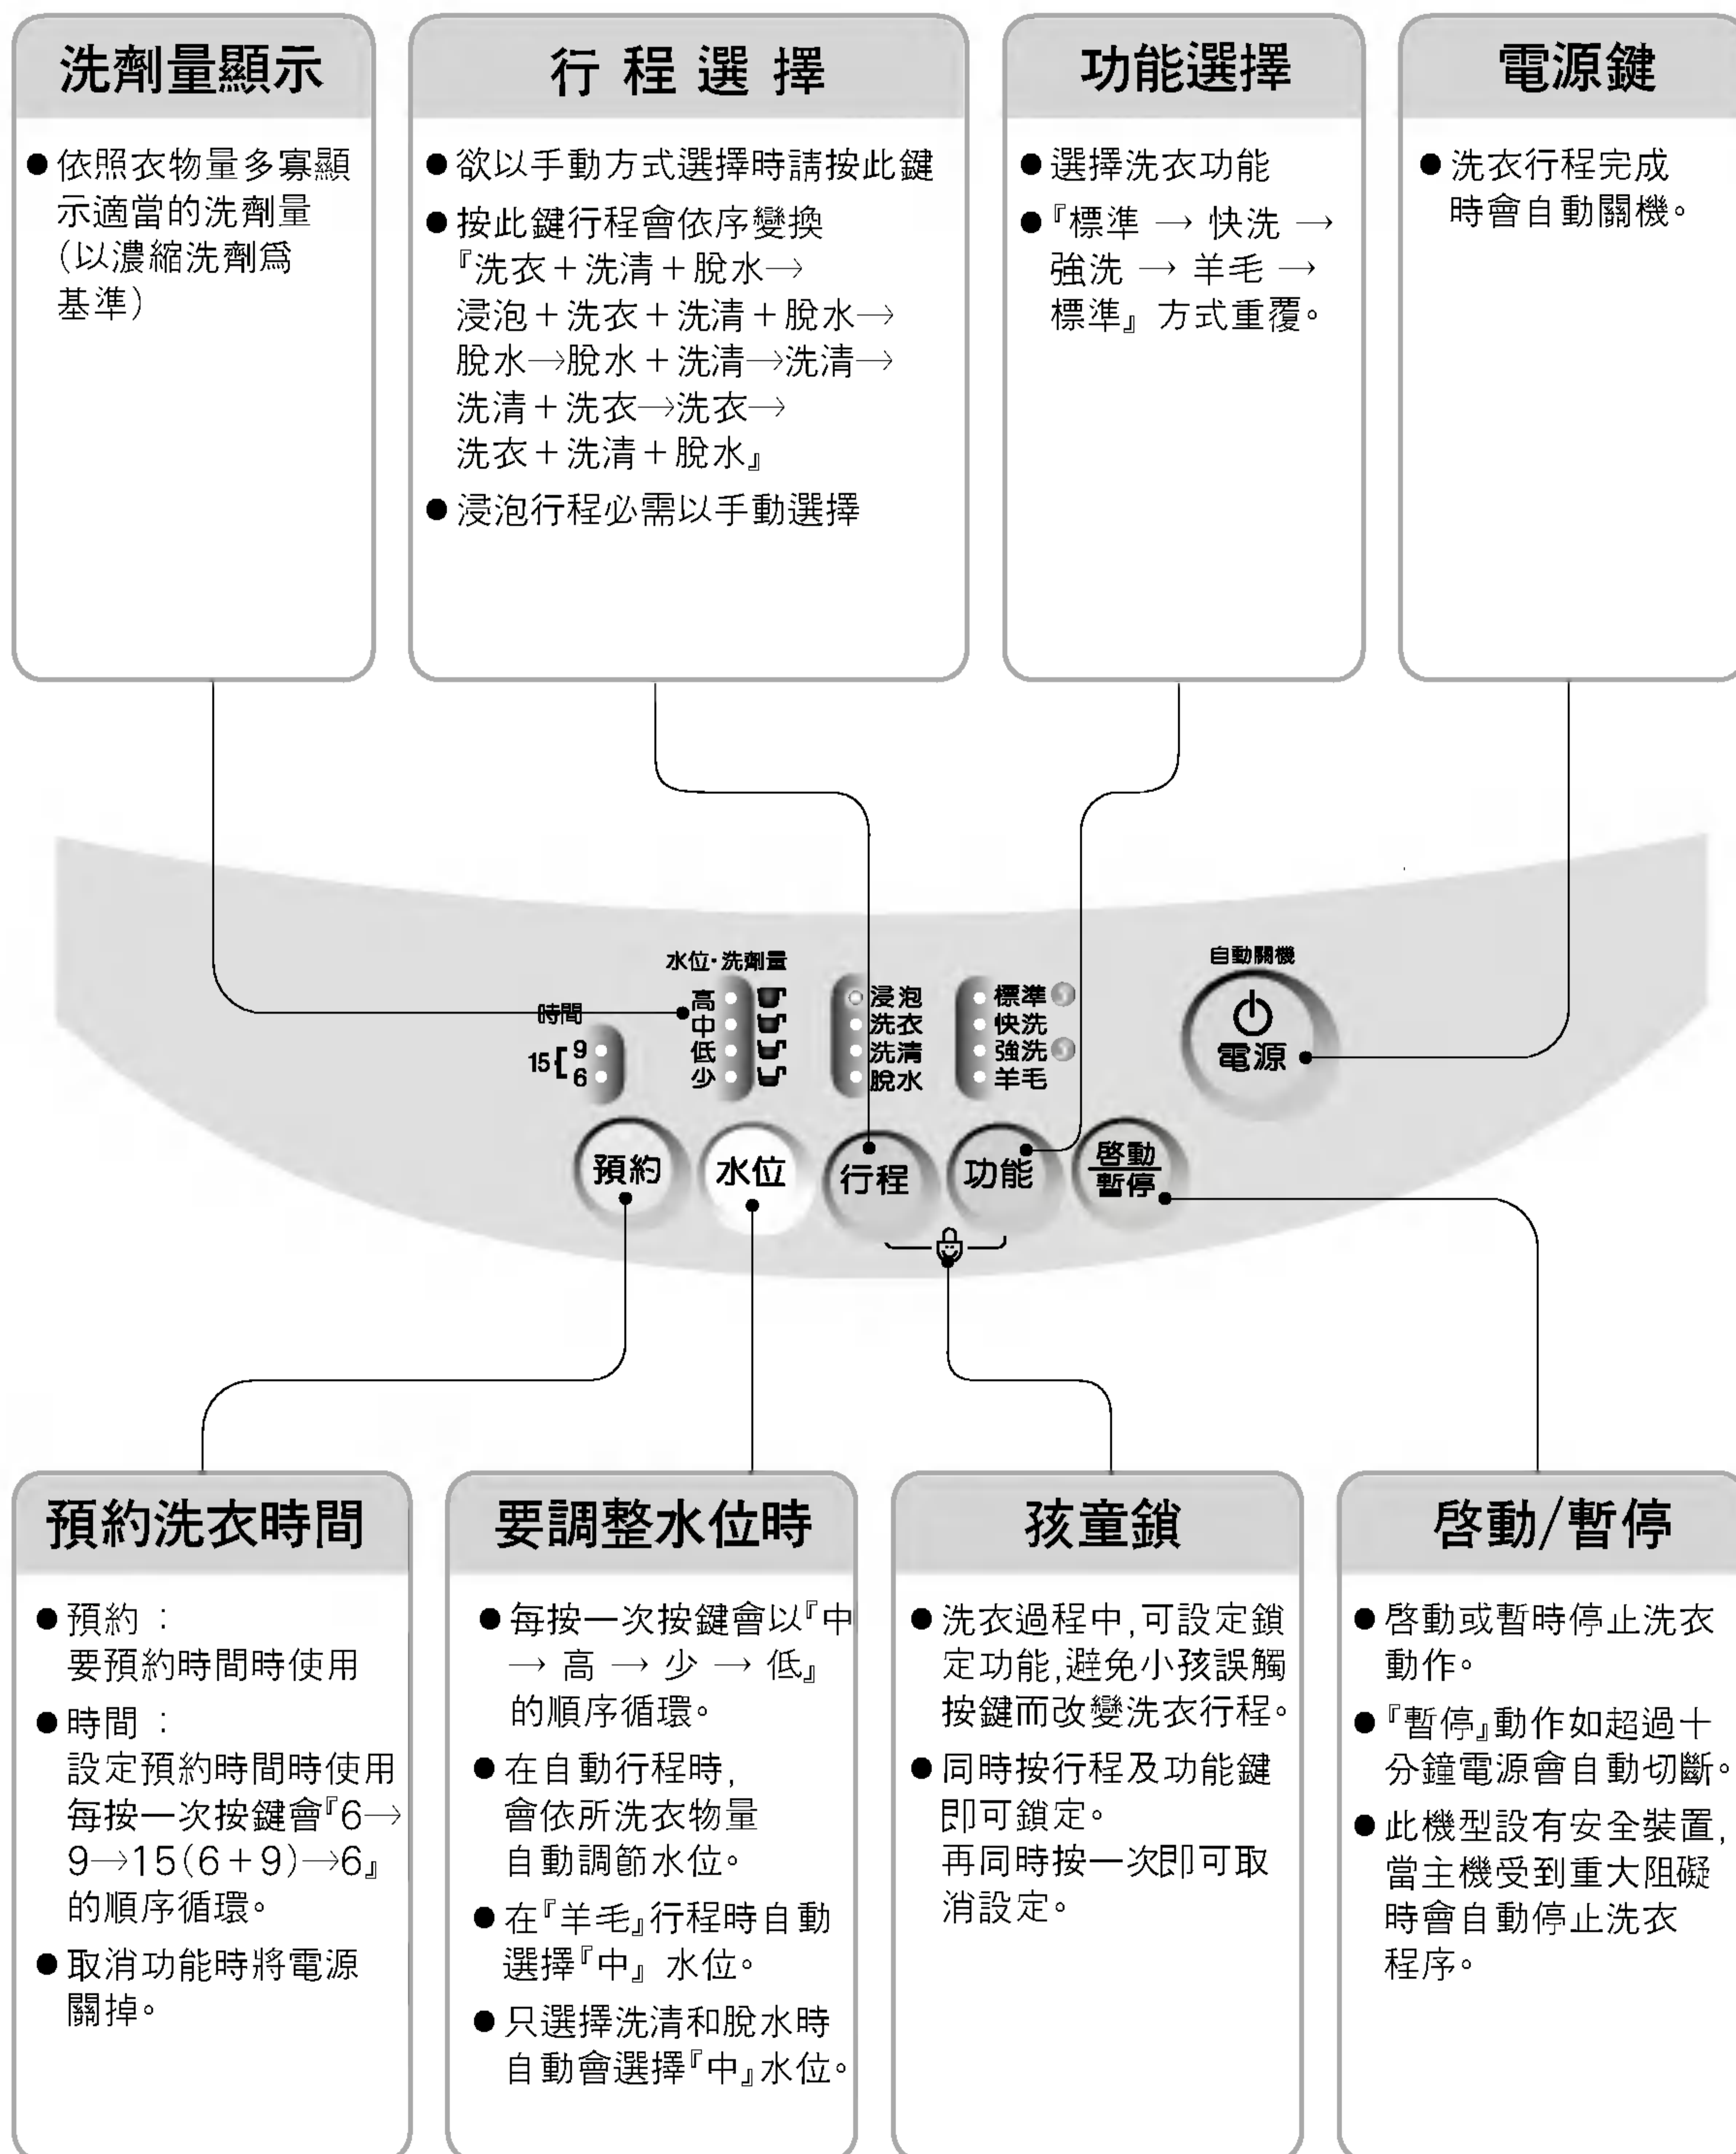 洗劑量顯示
●依照衣物量多寡顯
示適當的洗劑量
(以濃縮洗劑爲
基準)
行程選擇
●欲以手動方式選擇時請按此鍵
●按此鍵行程會依序變換
『洗衣+洗清+脫水→
浸泡+洗衣+洗清+脫水→
脫水→脫水+洗清→洗清→
洗清+洗衣→洗衣→
洗衣+洗清+脫水』
●浸泡行程必需以手動選擇
功能選擇
●選擇洗衣功能
●『標準 → 快洗 →
強洗 → 羊毛 →
標準』方式重覆。
電源鍵
●洗衣行程完成
時會自動關機。
時間
15
9
6
水位·洗劑量
高
中
低
少
浸泡
洗衣
洗清
脫水
標準
快洗
強洗
羊毛
自動關機
電源
預約
水位
行程
功能
啓動
暫停
預約洗衣時間
●預約 :
要預約時間時使用
●時間 :
設定預約時間時使用
每按一次按鍵會『6→
9→15(6+9)→6』
的順序循環。
●取消功能時將電源
關掉。
要調整水位時
●每按一次按鍵會以『中
→ 高 → 少 → 低』
的順序循環。
●在自動行程時,
會依所洗衣物量
自動調節水位。
●在『羊毛』行程時自動
選擇『中』水位。
●只選擇洗清和脫水時
自動會選擇『中』水位。
孩童鎖
●洗衣過程中,可設定鎖
定功能,避免小孩誤觸
按鍵而改變洗衣行程。
●同時按行程及功能鍵
即可鎖定。
再同時按一次即可取
消設定。
啓動/暫停
●啓動或暫時停止洗衣
動作。
●『暫停』動作如超過十
分鐘電源會自動切斷。
●此機型設有安全裝置,
當主機受到重大阻礙
時會自動停止洗衣
程序。